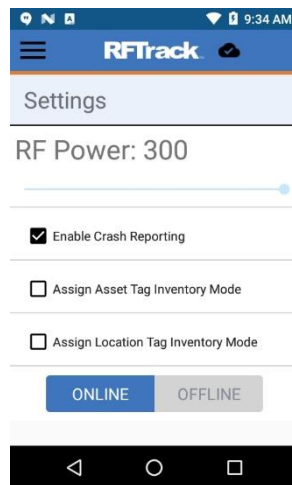 9:34 AM
RFTrack
Settings
RF Power: 300
Enable Crash Reporting
Assign Asset Tag Inventory Mode
Assign Location Tag Inventory Mode
ONLINE OFFLINE